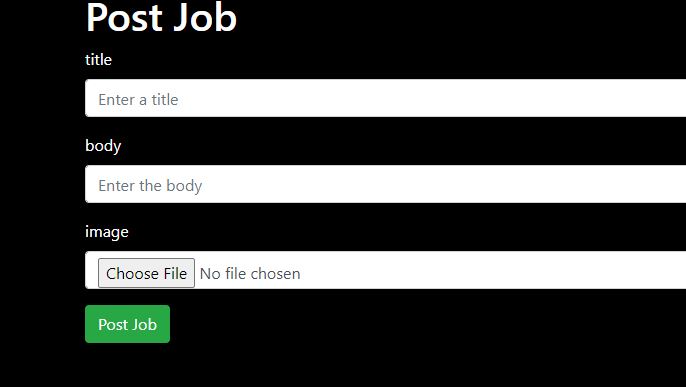 Post Job
title
Enter a title
body
Enter the body
image
Choose File No file chosen
Post Job